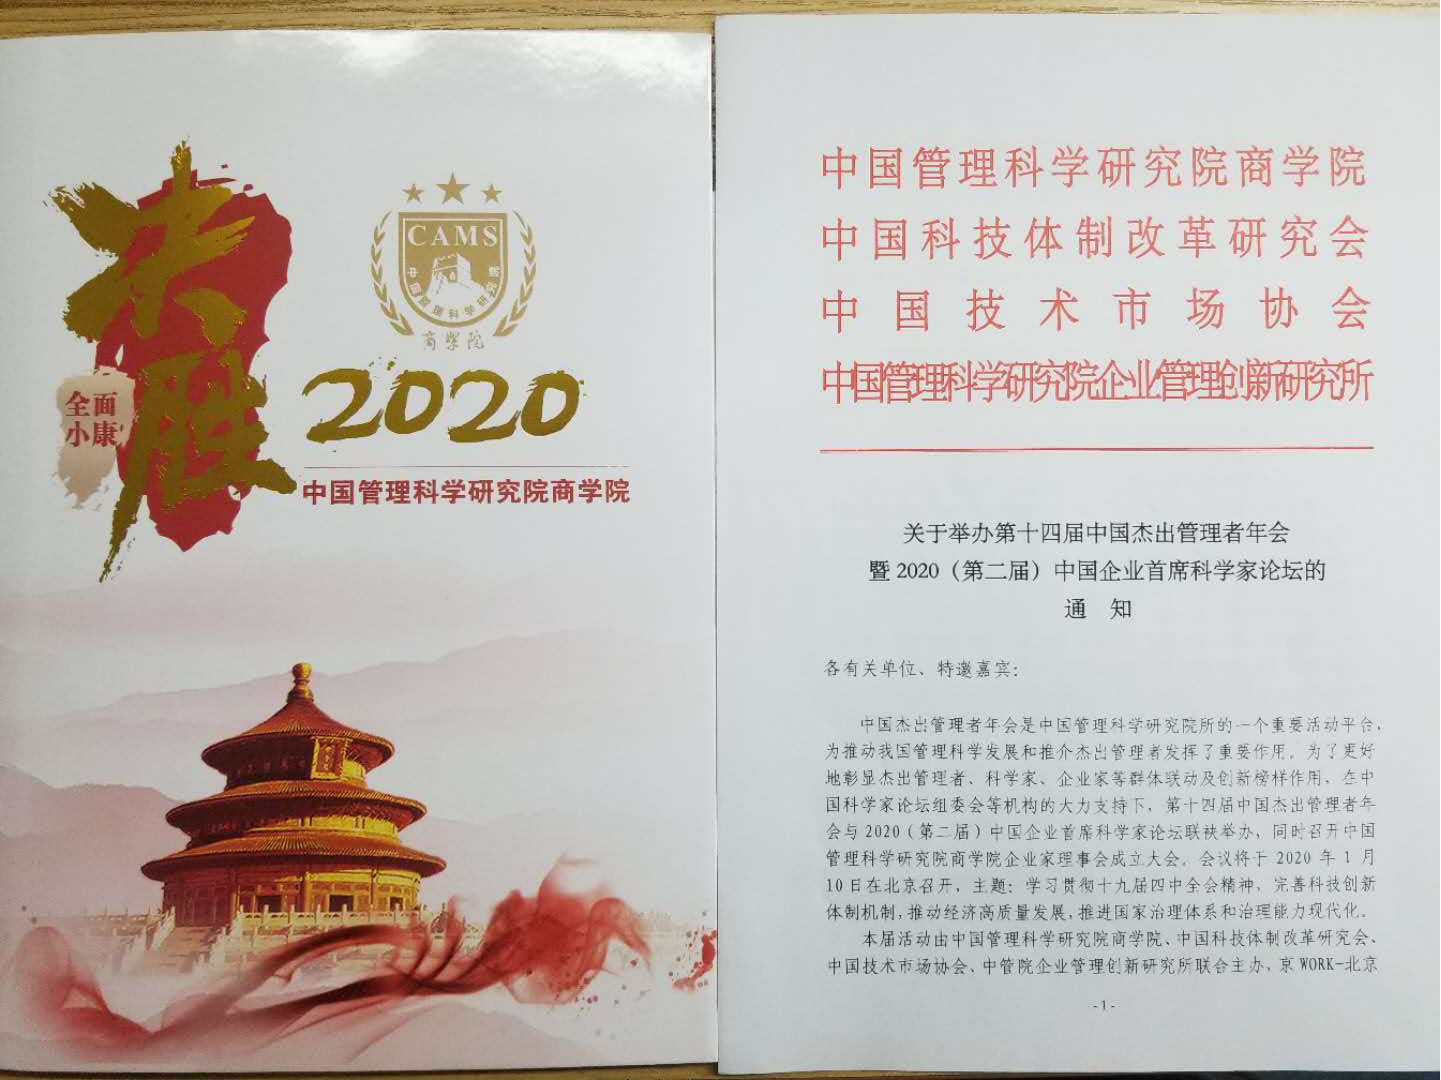 决胜
全面
小康
CAMS
中国管理科学研究院
商学院
2020
中国管理科学研究院商学院
中国管理科学研究院商学院
中国科技体制改革研究会
中国技术市场协会
中国管理科学研究院企业管理创新研究所
关于举办第十四届中国杰出管理者年会
暨2020（第二届）中国企业首席科学家论坛的
通 知
各有关单位、特邀嘉宾：
中国杰出管理者年会是中国管理科学研究院所的一个重要活动平台，
为推动我国管理科学发展和推介杰出管理者发挥了重要作用。为了更好
地彰显杰出管理者、科学家、企业家等群体联动及创新榜样作用，在中
国科学家论坛组委会等机构的大力支持下，第十四届中国杰出管理者年
会与2020（第二届）中国企业首席科学家论坛联袂举办，同时召开中国
管理科学研究院商学院企业家理事会成立大会。会议将于2020年1月
10日在北京召开，主题：学习贯彻十九届四中全会精神，完善科技创新
体制机制，推动经济高质量发展，推进国家治理体系和治理能力现代化。
本届活动由中国管理科学研究院商学院、中国科技体制改革研究会、
中国技术市场协会、中管院企业管理创新研究所联合主办，京WORK-北京
-1-